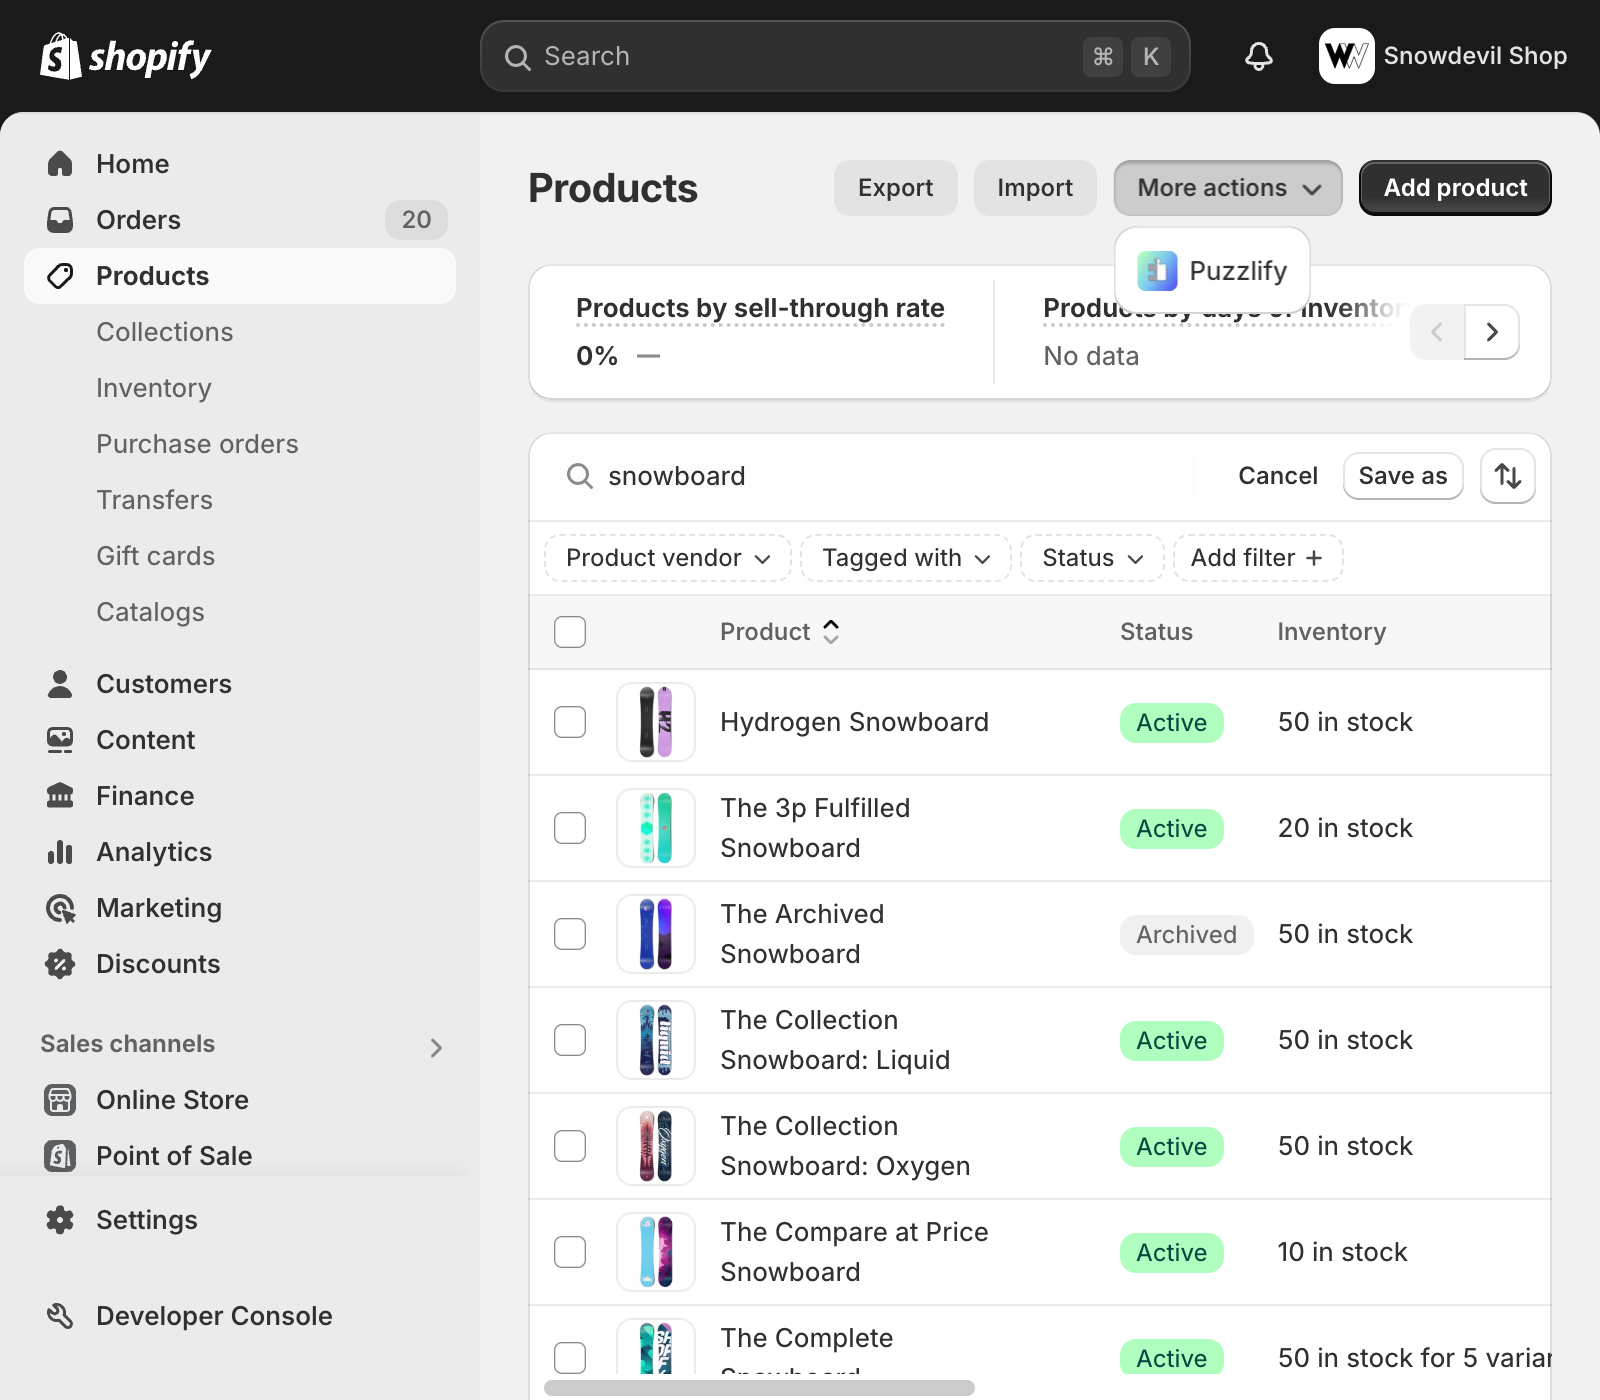 shopify
Search
⌘ K
Snowdevil Shop
Home
Orders
20
Products
Collections
Inventory
Purchase orders
Transfers
Gift cards
Catalogs
Customers
Content
Finance
Analytics
Marketing
Discounts
Sales channels
Online Store
Point of Sale
Settings
Developer Console
Products
Export
Import
More actions
Add product
Puzzlify
Products by sell-through rate
0% —
Products by days of inventor
No data
snowboard
Cancel
Save as
Product vendor
Tagged with
Status
Add filter +
Product
Status
Inventory
Hydrogen Snowboard
Active
50 in stock
The 3p Fulfilled
Snowboard
Active
20 in stock
The Archived
Snowboard
Archived
50 in stock
The Collection
Snowboard: Liquid
Active
50 in stock
The Collection
Snowboard: Oxygen
Active
50 in stock
The Compare at Price
Snowboard
Active
10 in stock
The Complete
Snowboard
Active
50 in stock for 5 varian